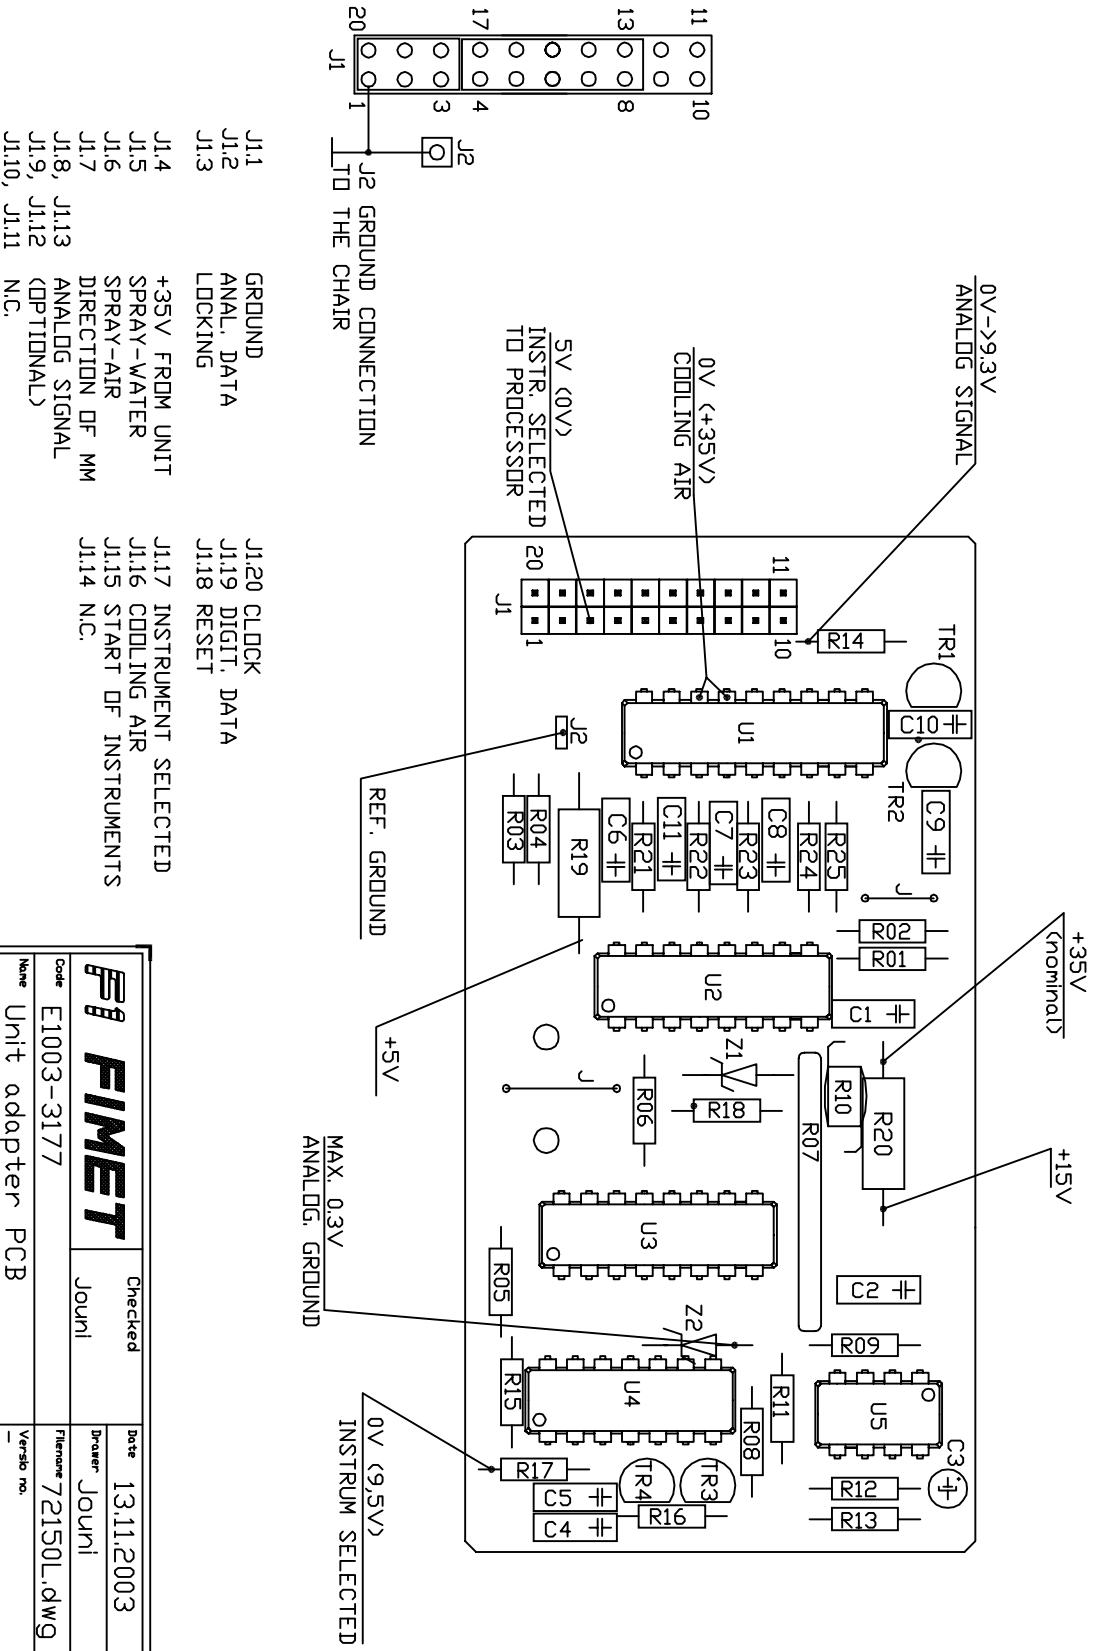 20
17
13
11
J1
1
3
4
8
10
J2
J2 GROUND CONNECTION
TO THE CHAIR
J1.1 GROUND
J1.2 ANAL. DATA
J1.3 LOCKING
J1.4 +35V FROM UNIT
J1.5 SPRAY-WATER
J1.6 SPRAY-AIR
J1.7 DIRECTION OF MM
J1.8, J1.13 ANALOG SIGNAL
J1.9, J1.12 (OPTIONAL)
J1.10, J1.11 N.C.
J1.20 CLOCK
J1.19 DIGIT. DATA
J1.18 RESET
J1.17 INSTRUMENT SELECTED
J1.16 COOLING AIR
J1.15 START OF INSTRUMENTS
J1.14 N.C.
0V->9.3V
ANALOG SIGNAL
0V (+35V)
COOLING AIR
5V (0V)
INSTR. SELECTED
TO PROCESSOR
+35V
(nominal)
+15V
REF. GROUND
+5V
MAX. 0.3V
ANALOG. GROUND
0V (9,5V)
INSTRUM SELECTED
20
11
J1
1
10
R14
TR1
C10
U1
J2
TR2
C9
R03
R04
R19
C6
R21
C11
R22
C7
R23
C8
R24
R25
J
R02
R01
U2
C1
Z1
J
R06
R18
R10
R20
R07
U3
C2
R05
Z2
R09
R15
U4
R11
R08
U5
C3
R17
TR4
TR3
R12
R13
C5
C4
R16
F1 FIMET
Checked
Jouni
Date 13.11.2003
Drawer Jouni
Code E1003-3177
Filename 72150L.dwg
Name Unit adapter PCB
Versio no.
-